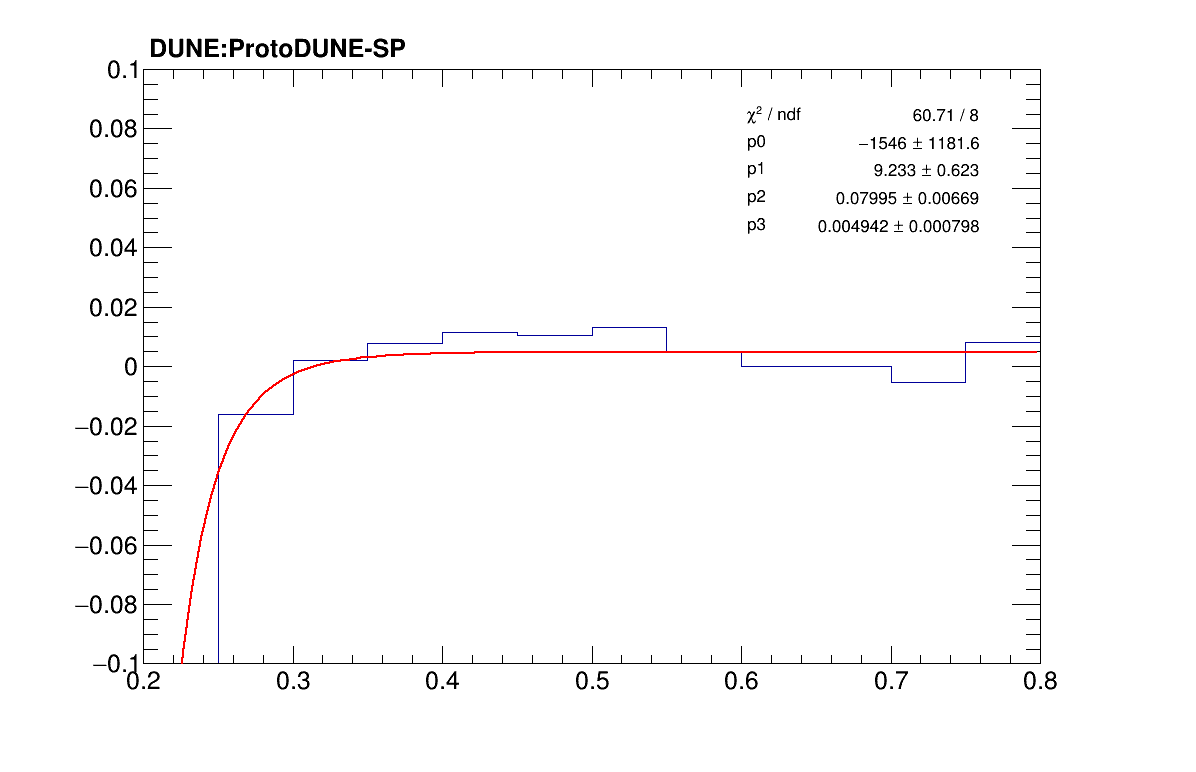 DUNE:ProtoDUNE-SP
χ² / ndf 60.71 / 8
p0 −1546 ± 1181.6
p1 9.233 ± 0.623
p2 0.07995 ± 0.00669
p3 0.004942 ± 0.000798
0.1
0.08
0.06
0.04
0.02
0
−0.02
−0.04
−0.06
−0.08
−0.1
0.2 0.3 0.4 0.5 0.6 0.7 0.8